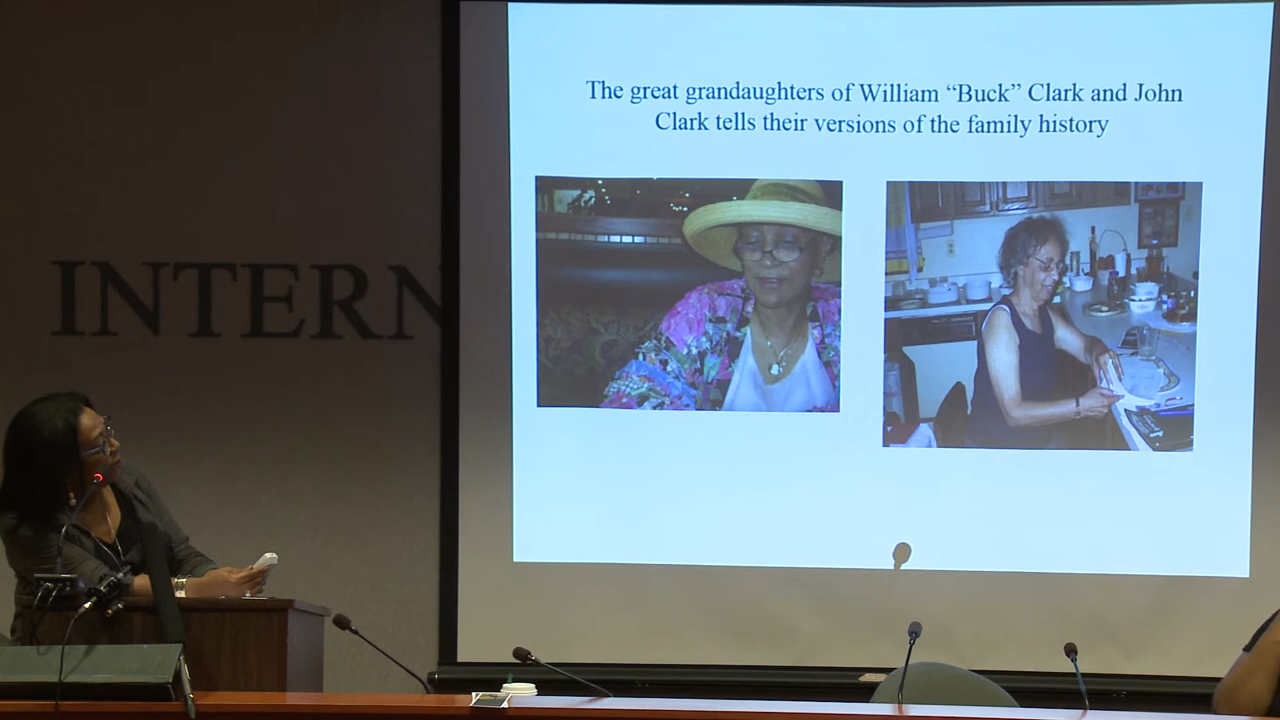 The great grandaughters of William “Buck” Clark and John
Clark tells their versions of the family history
INTERN